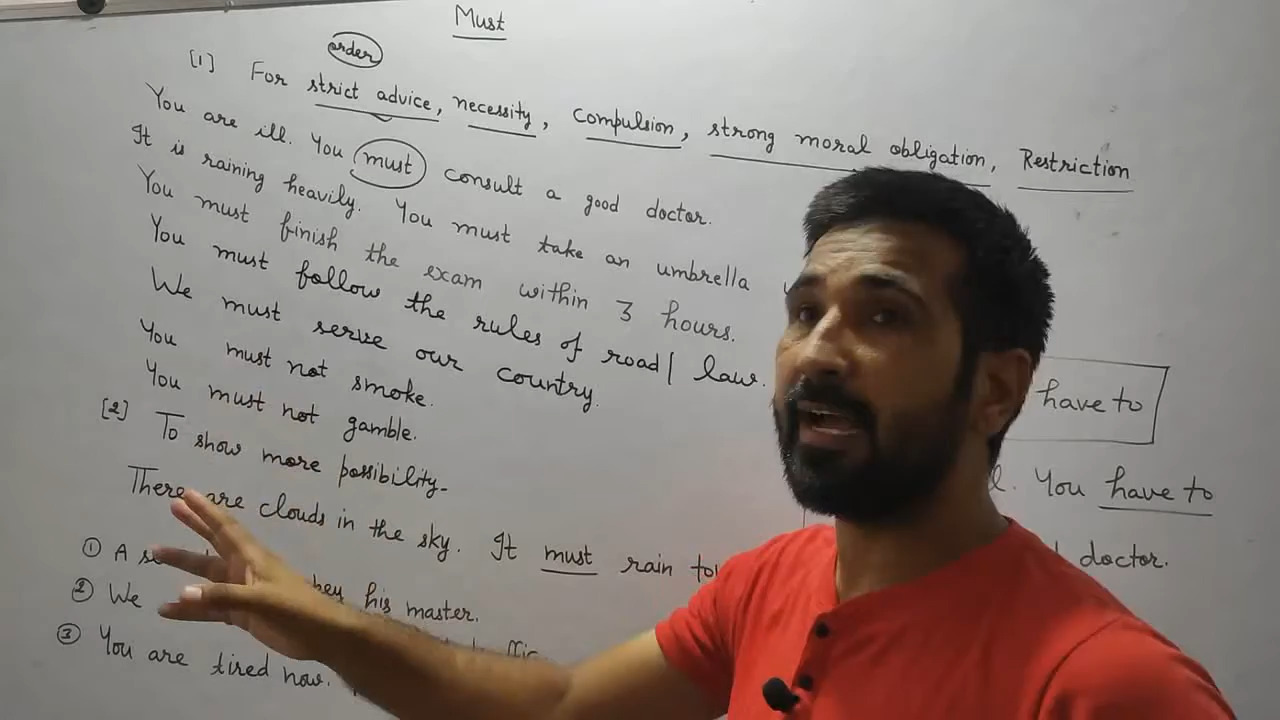 Must
order
[1] For strict advice, necessity, Compulsion, strong moral obligation, Restriction
You are ill. You must consult a good doctor.
It is raining heavily. You must take an umbrella
You must finish the exam within 3 hours.
You must follow the rules of road/ law.
We must serve our country.
You must not smoke.
You must not gamble.
[2] To show more possibility.
There are clouds in the sky. It must rain
① A his master.
② We
③ You are tired now.
have to
You have to
doctor.